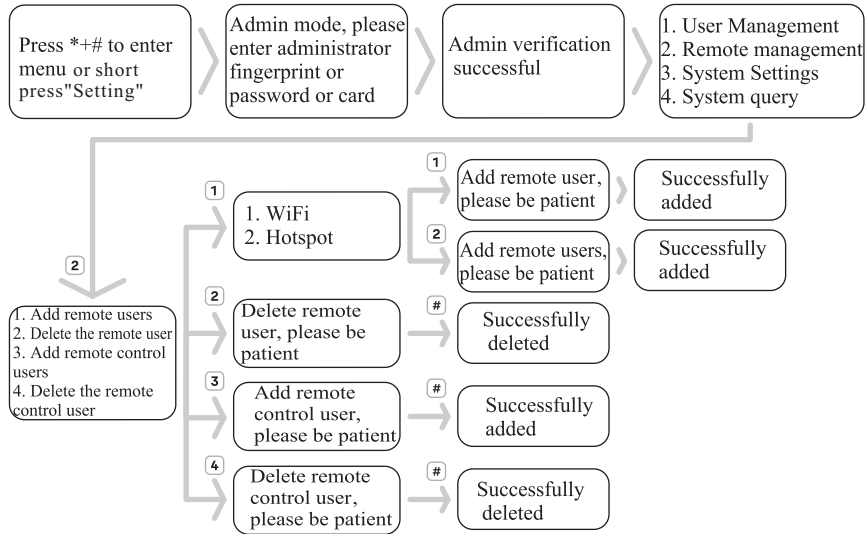 Press *+# to enter
menu or short
press"Setting"
Admin mode, please
enter administrator
fingerprint or
password or card
Admin verification
successful
1. User Management
2. Remote management
3. System Settings
4. System query
2
1. Add remote users
2. Delete the remote user
3. Add remote control
users
4. Delete the remote
control user
1
1. WiFi
2. Hotspot
1
Add remote user,
please be patient
Successfully
added
2
Add remote users,
please be patient
Successfully
added
2
Delete remote
user, please be
patient
#
Successfully
deleted
3
Add remote
control user,
please be patient
#
Successfully
added
4
Delete remote
control user,
please be patient
#
Successfully
deleted